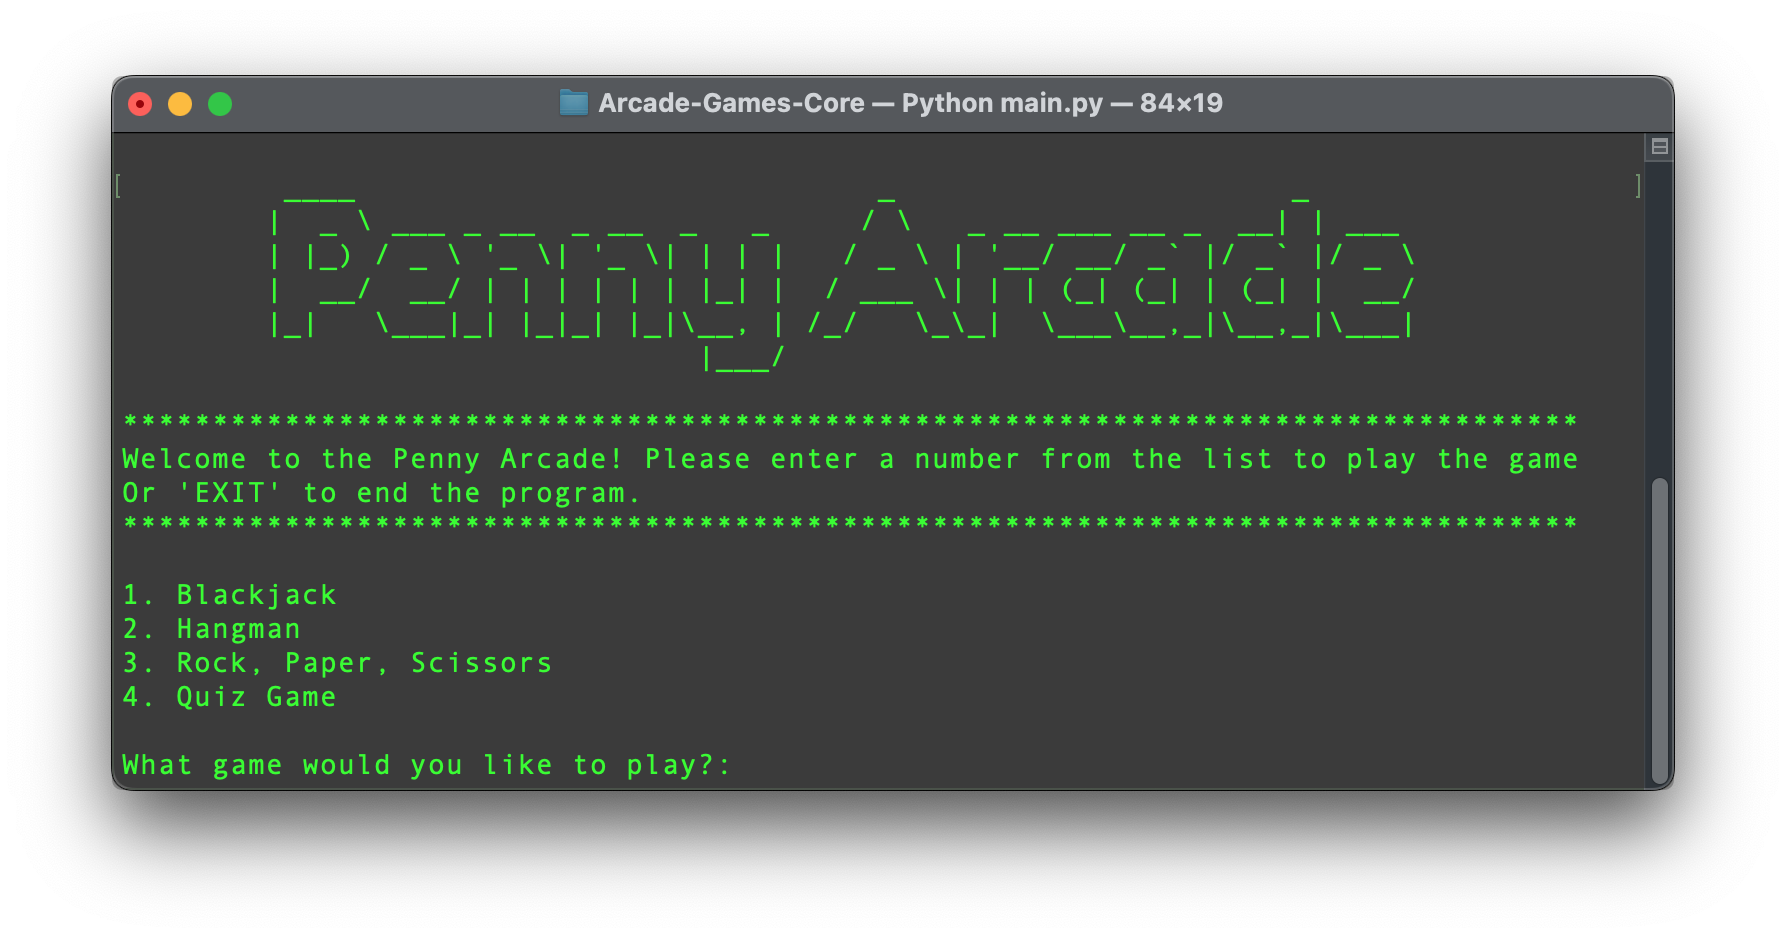 Arcade-Games-Core — Python main.py — 84×19
Penny Arcade
*********************************************************************************
Welcome to the Penny Arcade! Please enter a number from the list to play the game
Or 'EXIT' to end the program.
*********************************************************************************
1. Blackjack
2. Hangman
3. Rock, Paper, Scissors
4. Quiz Game
What game would you like to play?: